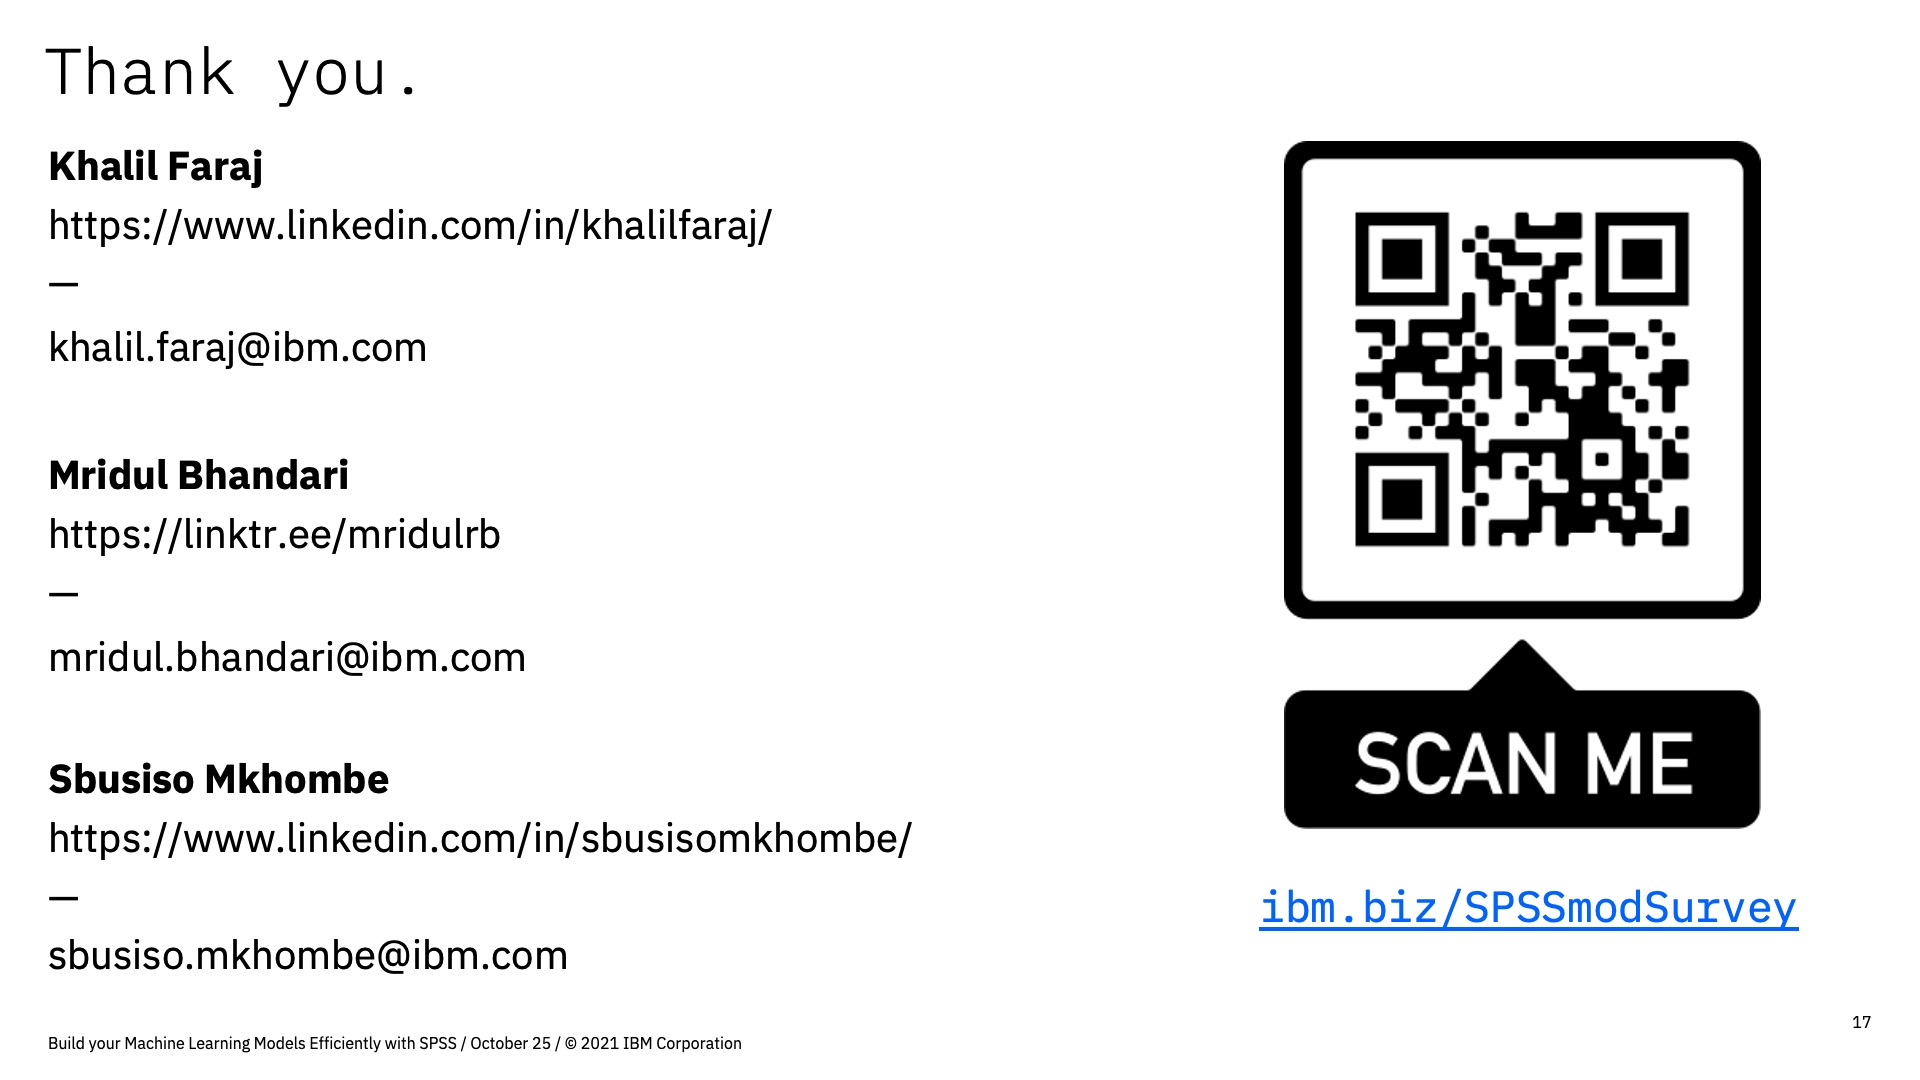 Thank you.
Khalil Faraj
https://www.linkedin.com/in/khalilfaraj/
—
khalil.faraj@ibm.com
Mridul Bhandari
https://linktr.ee/mridulrb
—
mridul.bhandari@ibm.com
Sbusiso Mkhombe
https://www.linkedin.com/in/sbusisomkhombe/
—
sbusiso.mkhombe@ibm.com
SCAN ME
ibm.biz/SPSSmodSurvey
17
Build your Machine Learning Models Efficiently with SPSS / October 25 / © 2021 IBM Corporation